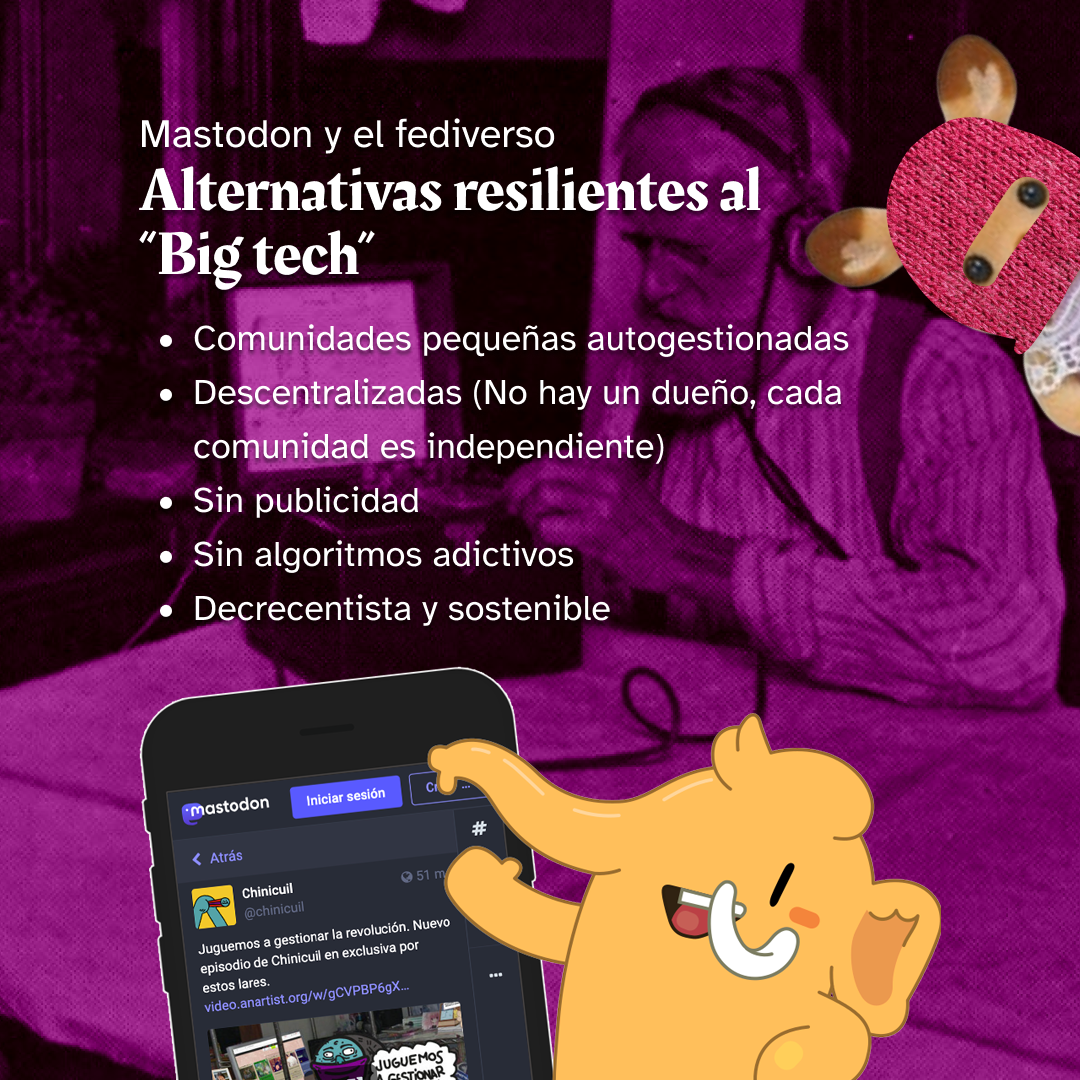 Mastodon y el fediverso
Alternativas resilientes al
“Big tech”
• Comunidades pequeñas autogestionadas
• Descentralizadas (No hay un dueño, cada
comunidad es independiente)
• Sin publicidad
• Sin algoritmos adictivos
• Decrecentista y sostenible
mastodon
Iniciar sesión
#
Atrás
Chinicuil
51 m
@chinicuil
Juguemos a gestionar la revolución. Nuevo
episodio de Chinicuil en exclusiva por
estos lares.
video.anartist.org/w/gCVPBP6gX...
JUGUEMOS
A GESTIONAR